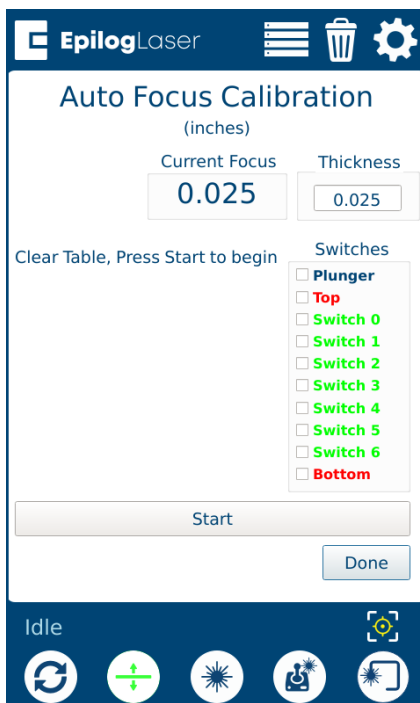 EpilogLaser
Auto Focus Calibration
(inches)
Current Focus
0.025
Thickness
0.025
Clear Table, Press Start to begin
Switches
Plunger
Top
Switch 0
Switch 1
Switch 2
Switch 3
Switch 4
Switch 5
Switch 6
Bottom
Start
Done
Idle